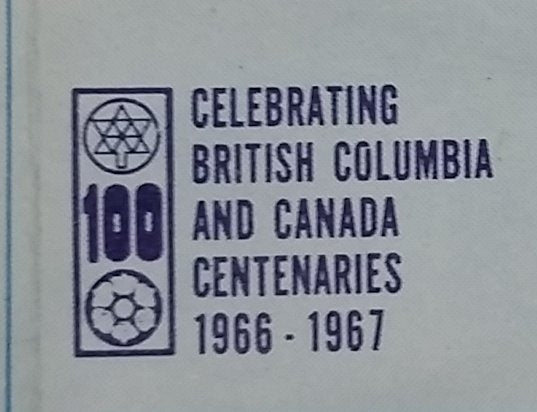 100
CELEBRATING
BRITISH COLUMBIA
AND CANADA
CENTENARIES
1966 - 1967